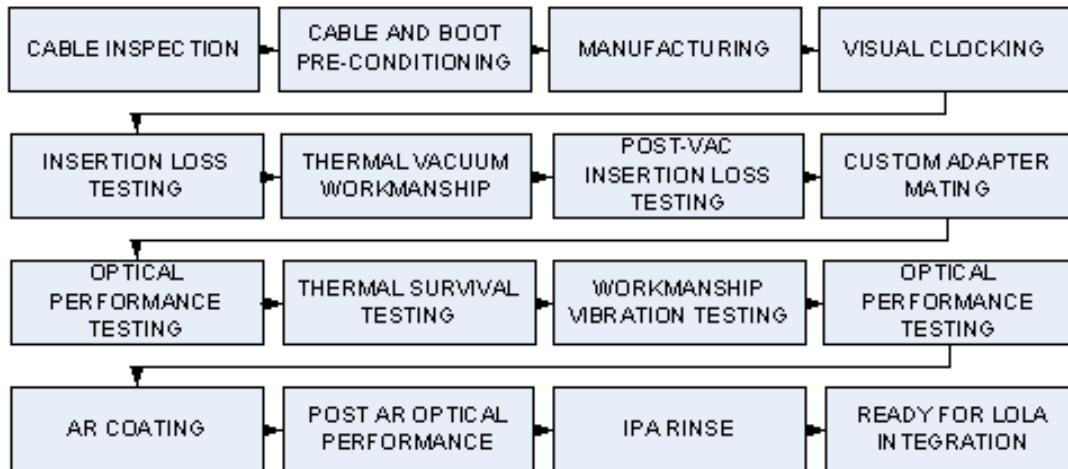 CABLE INSPECTION
CABLE AND BOOT
PRE-CONDITIONING
MANUFACTURING
VISUAL CLOCKING
INSERTION LOSS
TESTING
THERMAL VACUUM
WORKMANSHIP
POST-VAC
INSERTION LOSS
TESTING
CUSTOM ADAPTER
MATING
OPTICAL
PERFORMANCE
TESTING
THERMAL SURVIVAL
TESTING
WORKMANSHIP
VIBRATION TESTING
OPTICAL
PERFORMANCE
TESTING
AR COATING
POST AR OPTICAL
PERFORMANCE
IPA RINSE
READY FOR LOLA
INTEGRATION